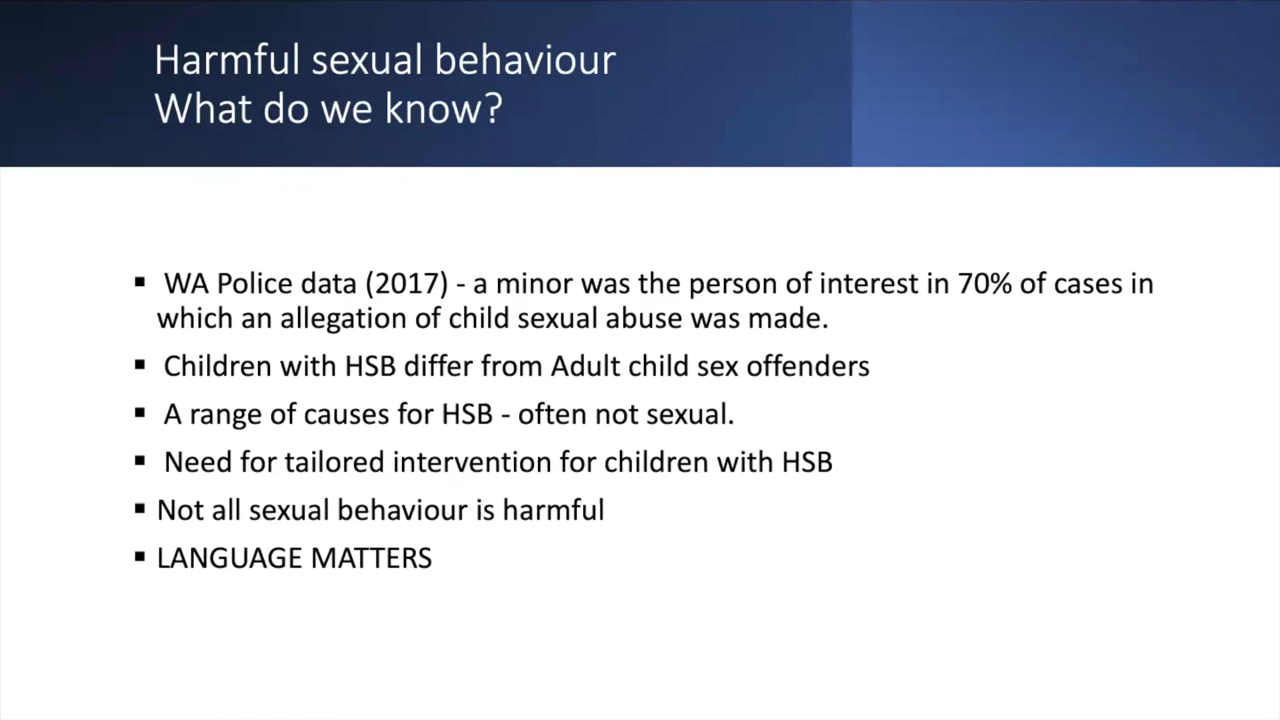 Harmful sexual behaviour
What do we know?
▪ WA Police data (2017) - a minor was the person of interest in 70% of cases in
which an allegation of child sexual abuse was made.
▪ Children with HSB differ from Adult child sex offenders
▪ A range of causes for HSB - often not sexual.
▪ Need for tailored intervention for children with HSB
▪ Not all sexual behaviour is harmful
▪ LANGUAGE MATTERS